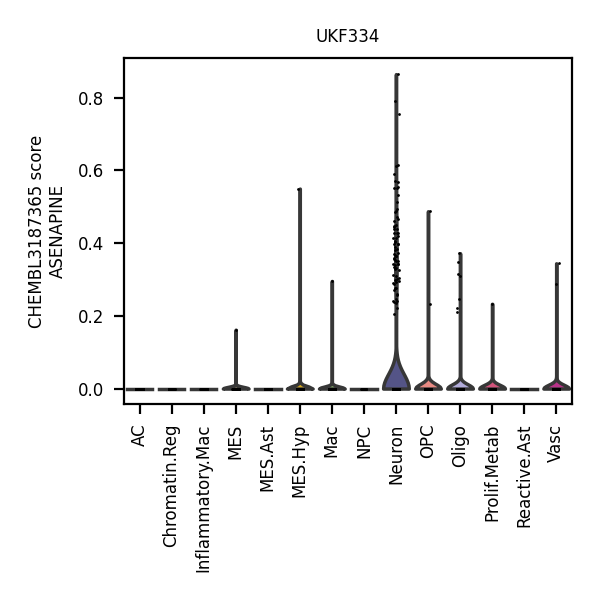 UKF334
CHEMBL3187365 score
ASENAPINE
0.8
0.6
0.4
0.2
0.0
AC
Chromatin.Reg
Inflammatory.Mac
MES
MES.Ast
MES.Hyp
Mac
NPC
Neuron
OPC
Oligo
Prolif.Metab
Reactive.Ast
Vasc